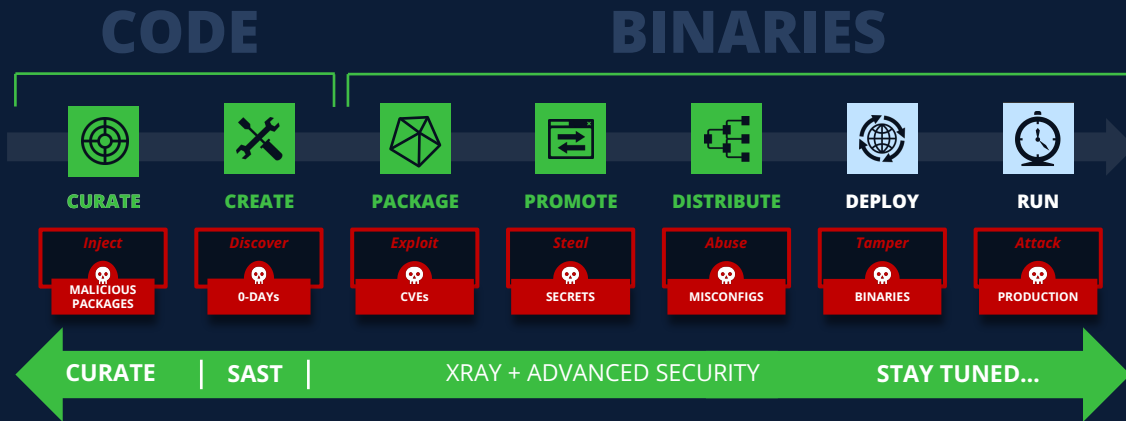 CODE
BINARIES
CURATE
CREATE
PACKAGE
PROMOTE
DISTRIBUTE
DEPLOY
RUN
Inject
MALICIOUS
PACKAGES
Discover
0-DAYs
Exploit
CVEs
Steal
SECRETS
Abuse
MISCONFIGS
Tamper
BINARIES
Attack
PRODUCTION
CURATE | SAST | XRAY + ADVANCED SECURITY STAY TUNED...